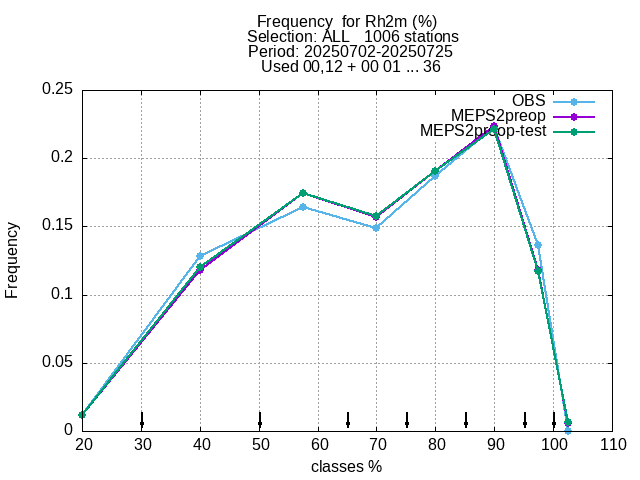 Frequency  for Rh2m (%)
Selection: ALL   1006 stations
Period: 20250702-20250725
Used 00,12 + 00 01 ... 36
OBS
MEPS2preop
MEPS2preop-test
0.25
0.2
0.15
0.1
0.05
0
Frequency
20 30 40 50 60 70 80 90 100 110
classes %